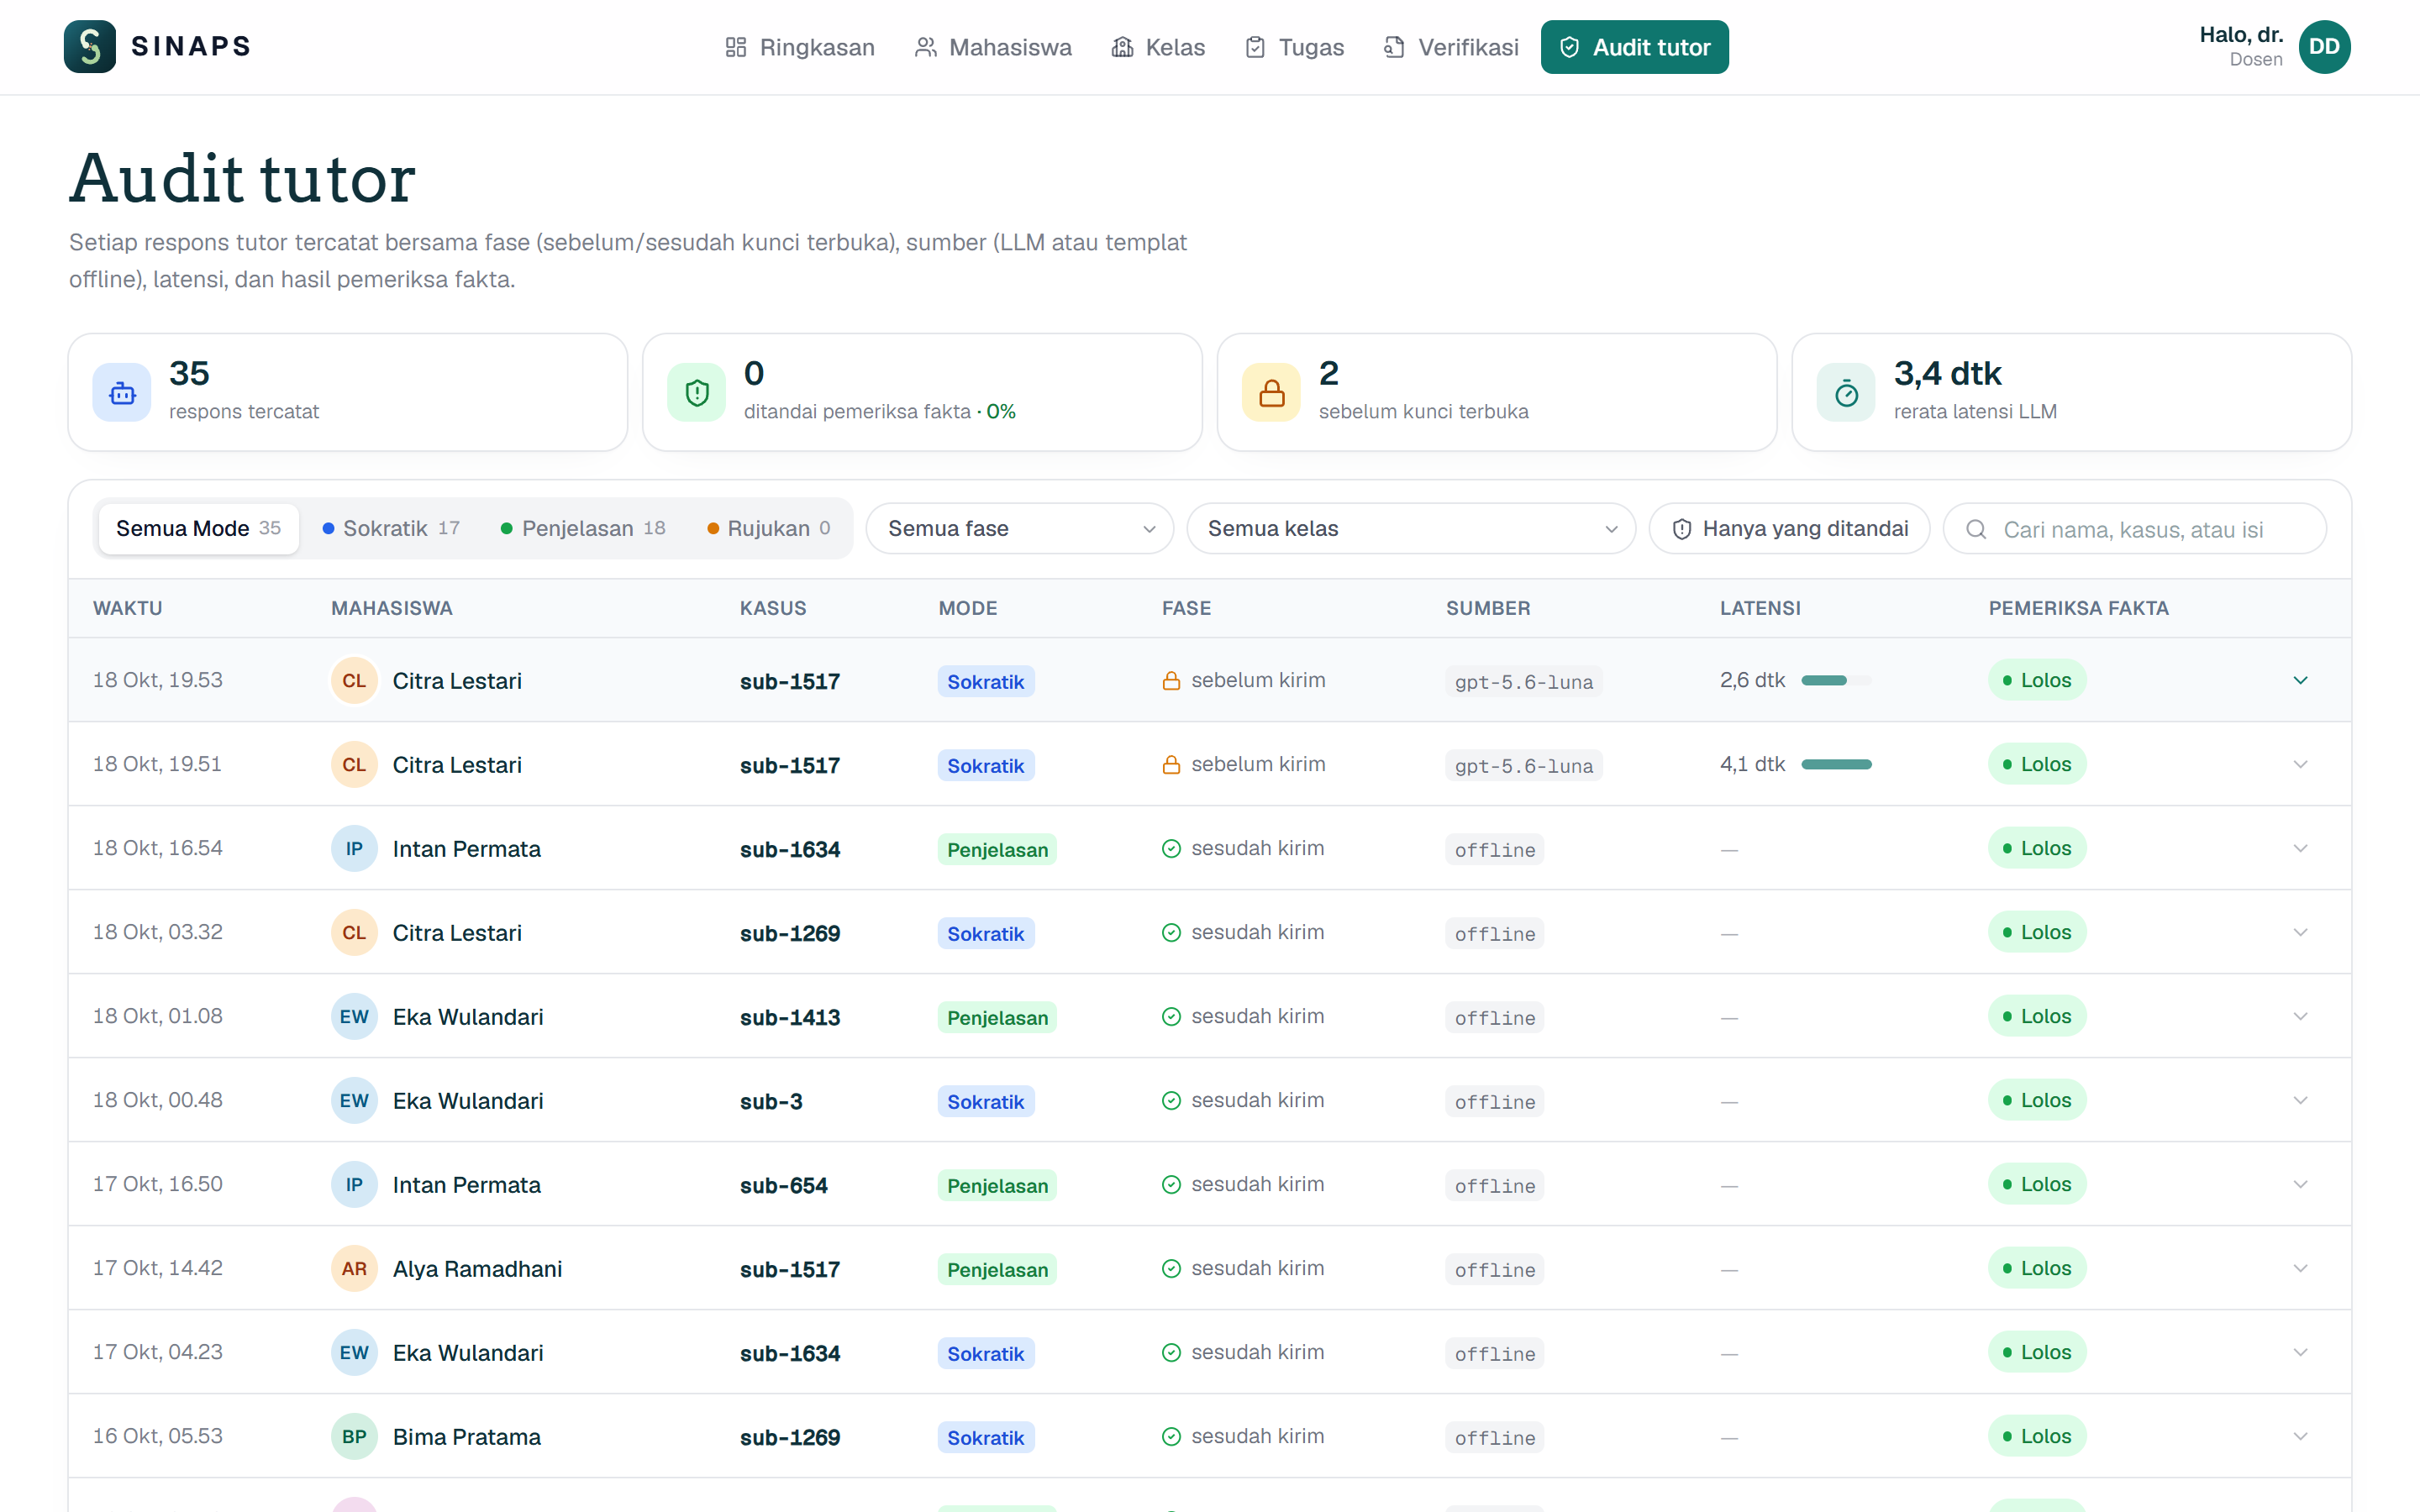 SINAPS
Ringkasan
Mahasiswa
Kelas
Tugas
Verifikasi
Audit tutor
Halo, dr.
Dosen
DD
Audit tutor
Setiap respons tutor tercatat bersama fase (sebelum/sesudah kunci terbuka), sumber (LLM atau templat
offline), latensi, dan hasil pemeriksa fakta.
35
respons tercatat
0
ditandai pemeriksa fakta · 0%
2
sebelum kunci terbuka
3,4 dtk
rerata latensi LLM
Semua Mode 35
Sokratik 17
Penjelasan 18
Rujukan 0
Semua fase
Semua kelas
Hanya yang ditandai
Cari nama, kasus, atau isi
WAKTU MAHASISWA KASUS MODE FASE SUMBER LATENSI PEMERIKSA FAKTA
18 Okt, 19.53 CL Citra Lestari sub-1517 Sokratik sebelum kirim gpt-5.6-luna 2,6 dtk Lolos
18 Okt, 19.51 CL Citra Lestari sub-1517 Sokratik sebelum kirim gpt-5.6-luna 4,1 dtk Lolos
18 Okt, 16.54 IP Intan Permata sub-1634 Penjelasan sesudah kirim offline — Lolos
18 Okt, 03.32 CL Citra Lestari sub-1269 Sokratik sesudah kirim offline — Lolos
18 Okt, 01.08 EW Eka Wulandari sub-1413 Penjelasan sesudah kirim offline — Lolos
18 Okt, 00.48 EW Eka Wulandari sub-3 Sokratik sesudah kirim offline — Lolos
17 Okt, 16.50 IP Intan Permata sub-654 Penjelasan sesudah kirim offline — Lolos
17 Okt, 14.42 AR Alya Ramadhani sub-1517 Penjelasan sesudah kirim offline — Lolos
17 Okt, 04.23 EW Eka Wulandari sub-1634 Sokratik sesudah kirim offline — Lolos
16 Okt, 05.53 BP Bima Pratama sub-1269 Sokratik sesudah kirim offline — Lolos